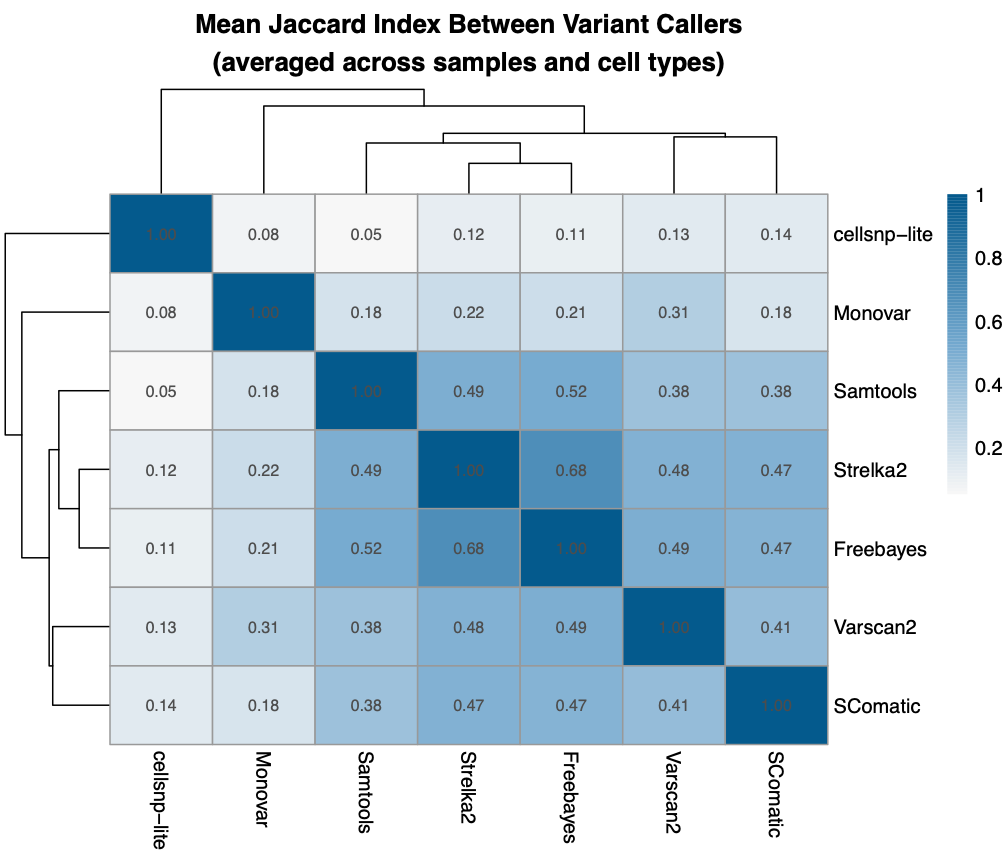 Mean Jaccard Index Between Variant Callers
(averaged across samples and cell types)
1.00 0.08 0.05 0.12 0.11 0.13 0.14 cellsnp−lite
0.08 1.00 0.18 0.22 0.21 0.31 0.18 Monovar
0.05 0.18 1.00 0.49 0.52 0.38 0.38 Samtools
0.12 0.22 0.49 1.00 0.68 0.48 0.47 Strelka2
0.11 0.21 0.52 0.68 1.00 0.49 0.47 Freebayes
0.13 0.31 0.38 0.48 0.49 1.00 0.41 Varscan2
0.14 0.18 0.38 0.47 0.47 0.41 1.00 SComatic
cellsnp−lite
Monovar
Samtools
Strelka2
Freebayes
Varscan2
SComatic
1
0.8
0.6
0.4
0.2